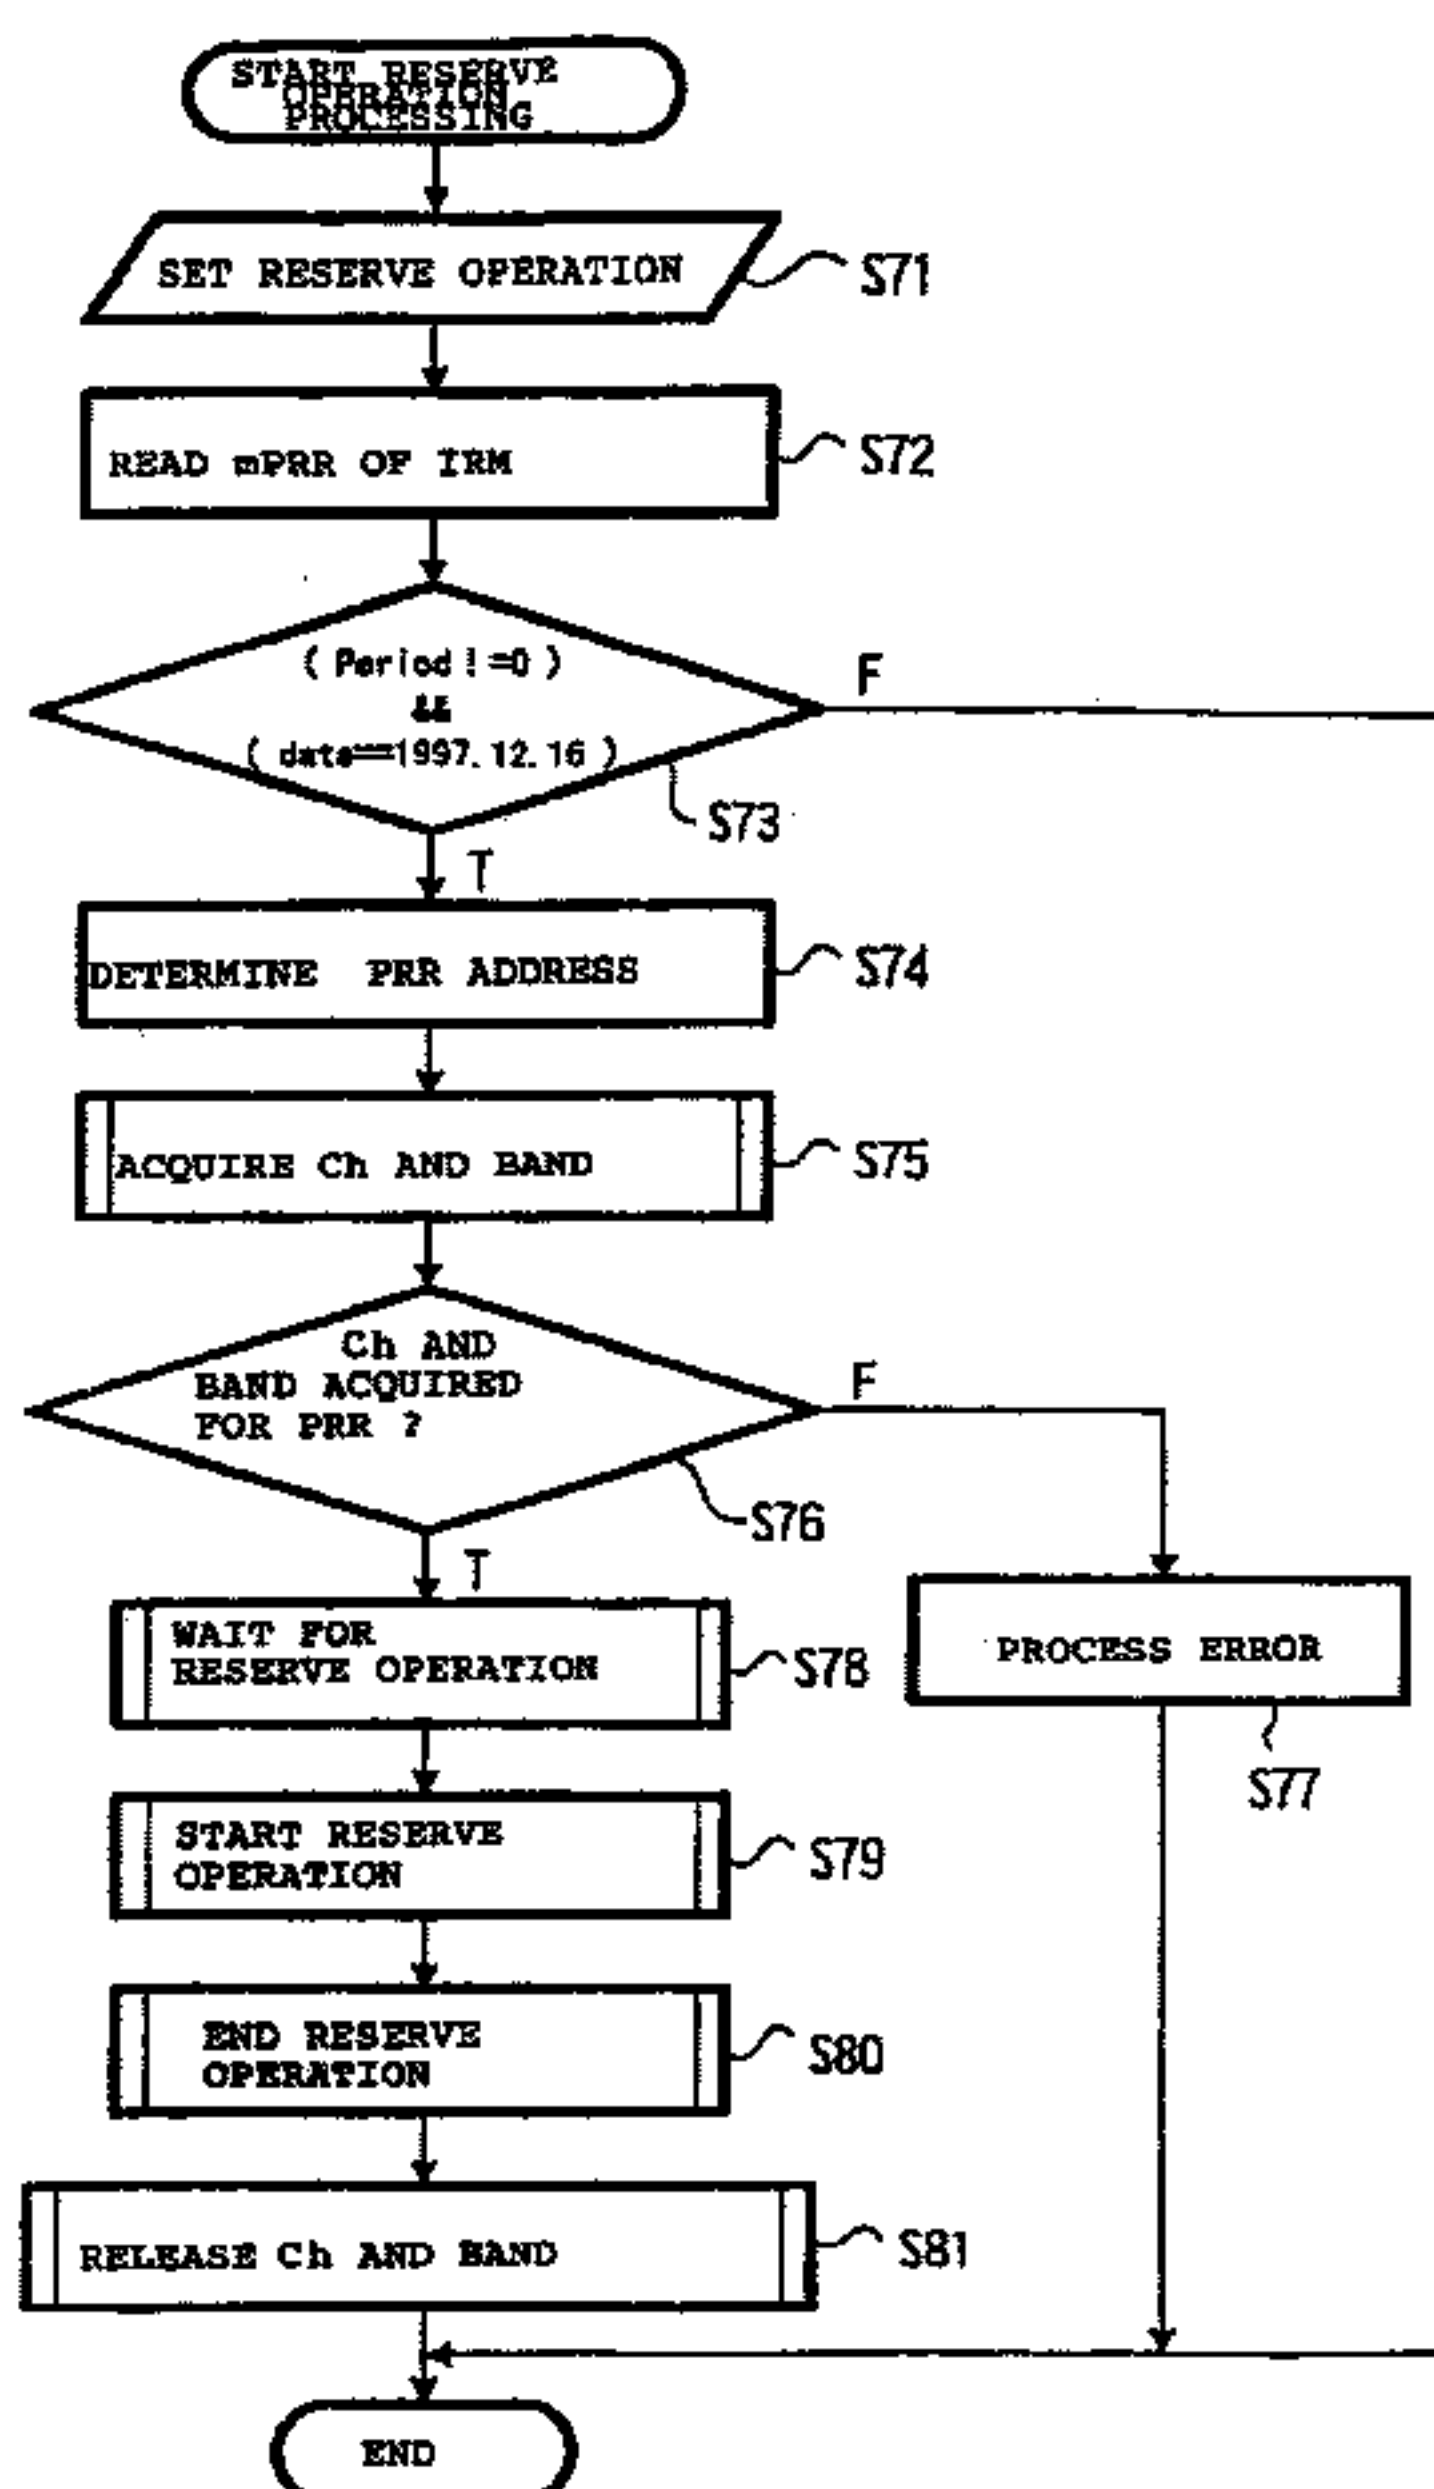 START RESERVE
OPERATION
PROCESSING
SET RESERVE OPERATION
S71
READ mPRR OF IRM
S72
( Period!=0 )
&&
( date==1997.12.16 )
F
S73
T
DETERMINE PRR ADDRESS
S74
ACQUIRE Ch AND BAND
S75
Ch AND
BAND ACQUIRED
FOR PRR ?
F
S76
T
WAIT FOR
RESERVE OPERATION
S78
PROCESS ERROR
S77
START RESERVE
OPERATION
S79
END RESERVE
OPERATION
S80
RELEASE Ch AND BAND
S81
END